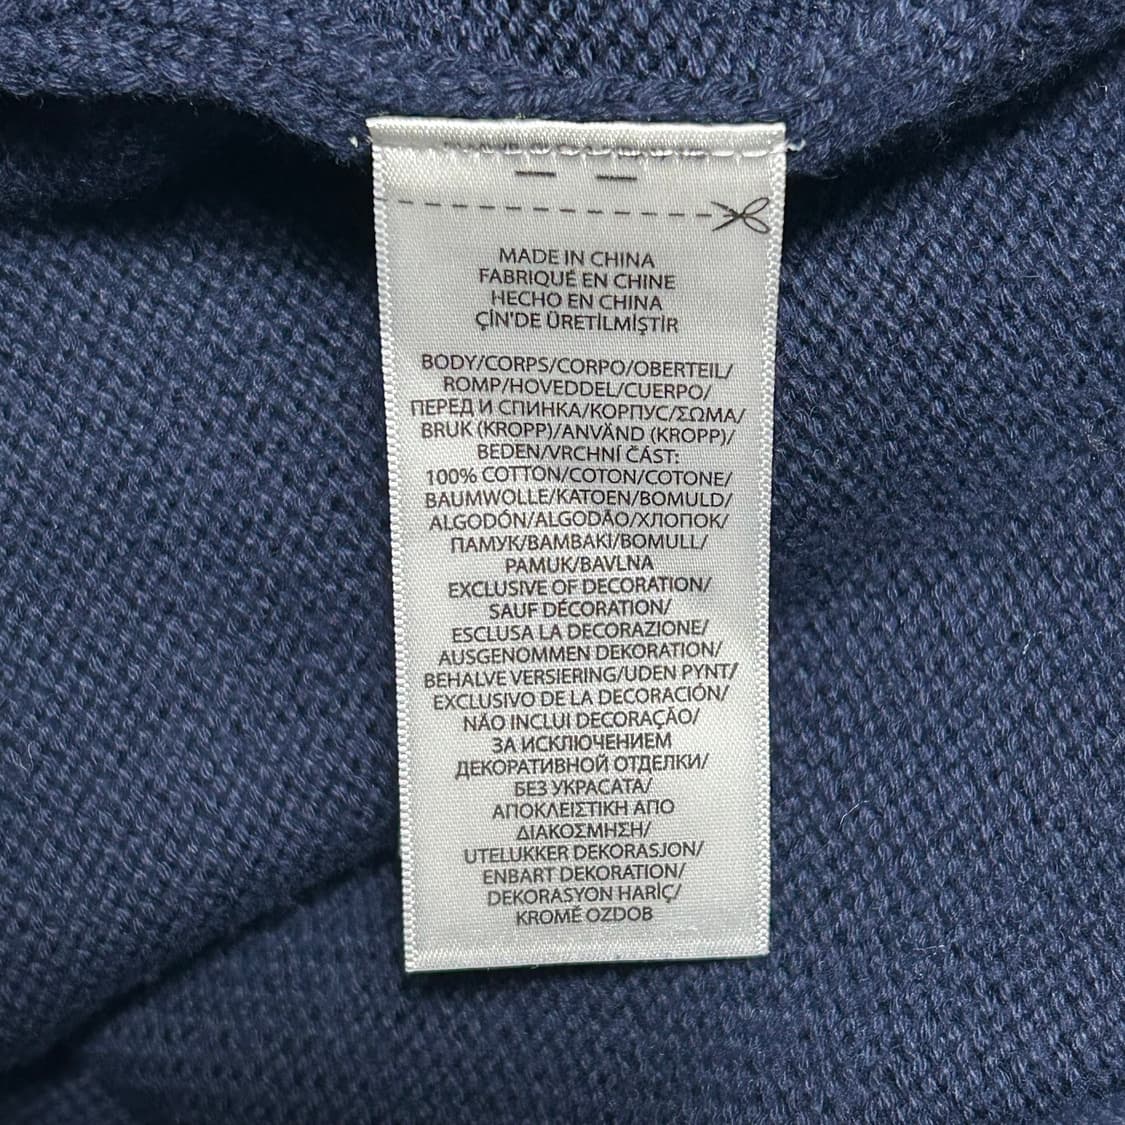 MADE IN CHINA
FABRIQUÉ EN CHINE
HECHO EN CHINA
ÇİN'DE ÜRETİLMİŞTİR
BODY/CORPS/CORPO/OBERTEIL/
ROMP/HOVEDDEL/CUERPO/
ПЕРЕД И СПИНКА/КОРПУС/ΣΩΜΑ/
BRUK (KROPP)/ANVÄND (KROPP)/
BEDEN/VRCHNÍ ČÁST:
100% COTTON/COTON/COTONE/
BAUMWOLLE/KATOEN/BOMULD/
ALGODÓN/ALGODÃO/ХЛОПОК/
ПАМУК/BAMBAKI/BOMULL/
PAMUK/BAVLNA
EXCLUSIVE OF DECORATION/
SAUF DÉCORATION/
ESCLUSA LA DECORAZIONE/
AUSGENOMMEN DEKORATION/
BEHALVE VERSIERING/UDEN PYNT/
EXCLUSIVO DE LA DECORACIÓN/
NÃO INCLUI DECORAÇÃO/
ЗА ИСКЛЮЧЕНИЕМ
ДЕКОРАТИВНОЙ ОТДЕЛКИ/
БЕЗ УКРАСАТА/
ΑΠΟΚΛΕΙΣΤΙΚΗ ΑΠΟ
ΔΙΑΚΟΣΜΗΣΗ/
UTELUKKER DEKORASJON/
ENBART DEKORATION/
DEKORASYON HARİÇ/
KROMĚ OZDOB